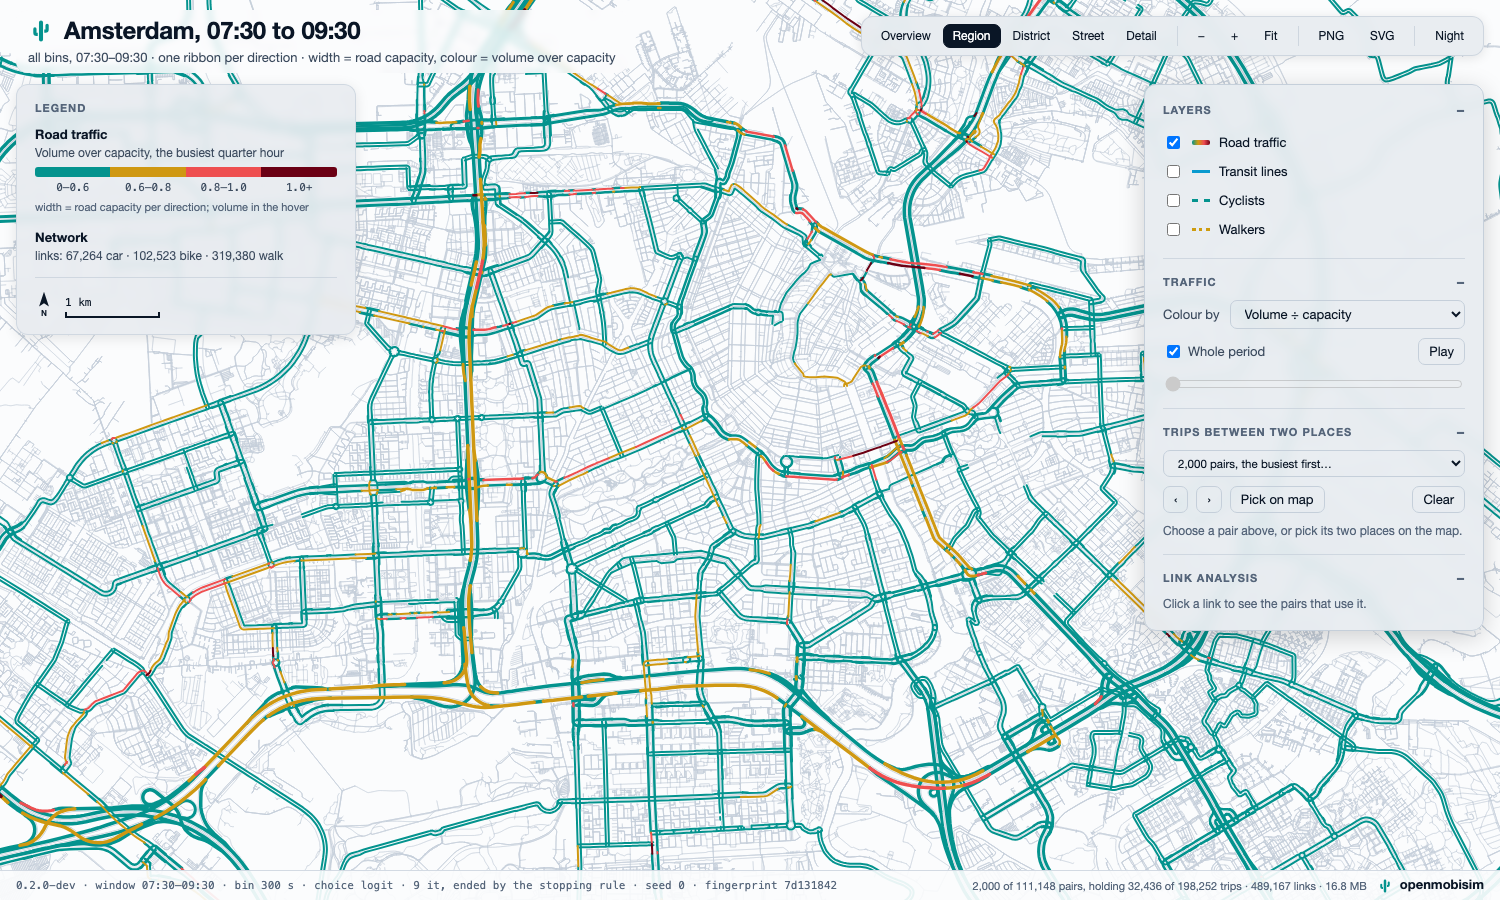 Amsterdam, 07:30 to 09:30
all bins, 07:30–09:30 · one ribbon per direction · width = road capacity, colour = volume over capacity
Overview Region District Street Detail − + Fit PNG SVG Night
LEGEND
Road traffic
Volume over capacity, the busiest quarter hour
0–0.6 0.6–0.8 0.8–1.0 1.0+
width = road capacity per direction; volume in the hover
Network
links: 67,264 car · 102,523 bike · 319,380 walk
N 1 km
LAYERS −
Road traffic
Transit lines
Cyclists
Walkers
TRAFFIC −
Colour by Volume ÷ capacity
Whole period Play
TRIPS BETWEEN TWO PLACES −
2,000 pairs, the busiest first…
‹ › Pick on map Clear
Choose a pair above, or pick its two places on the map.
LINK ANALYSIS −
Click a link to see the pairs that use it.
0.2.0-dev · window 07:30–09:30 · bin 300 s · choice logit · 9 it, ended by the stopping rule · seed 0 · fingerprint 7d131842
2,000 of 111,148 pairs, holding 32,436 of 198,252 trips · 489,167 links · 16.8 MB openmobisim